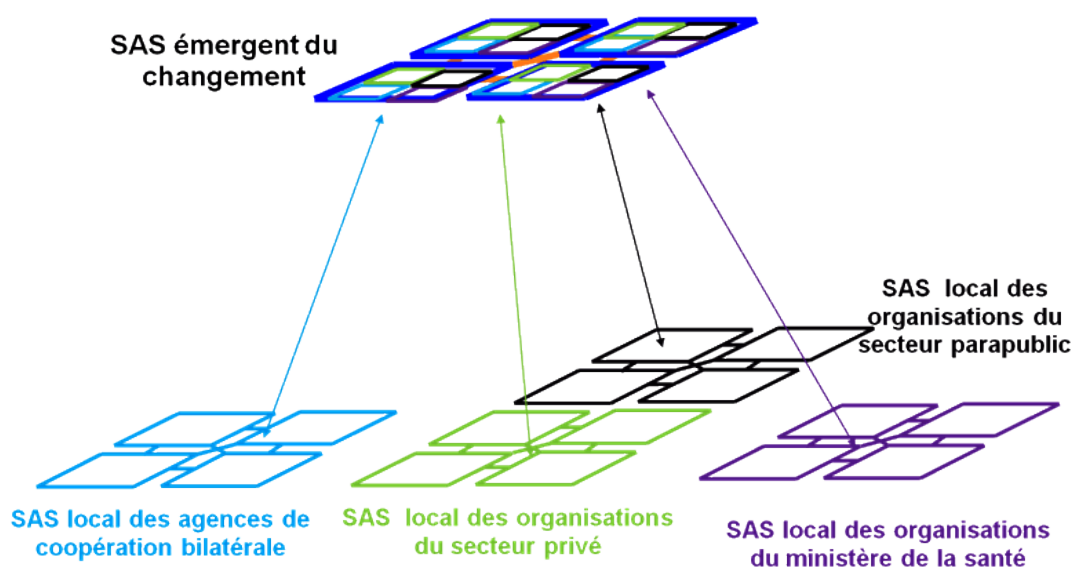 SAS émergent du
changement
SAS local des
organisations du
secteur parapublic
SAS local des agences de
coopération bilatérale
SAS local des organisations
du secteur privé
SAS local des organisations
du ministère de la santé